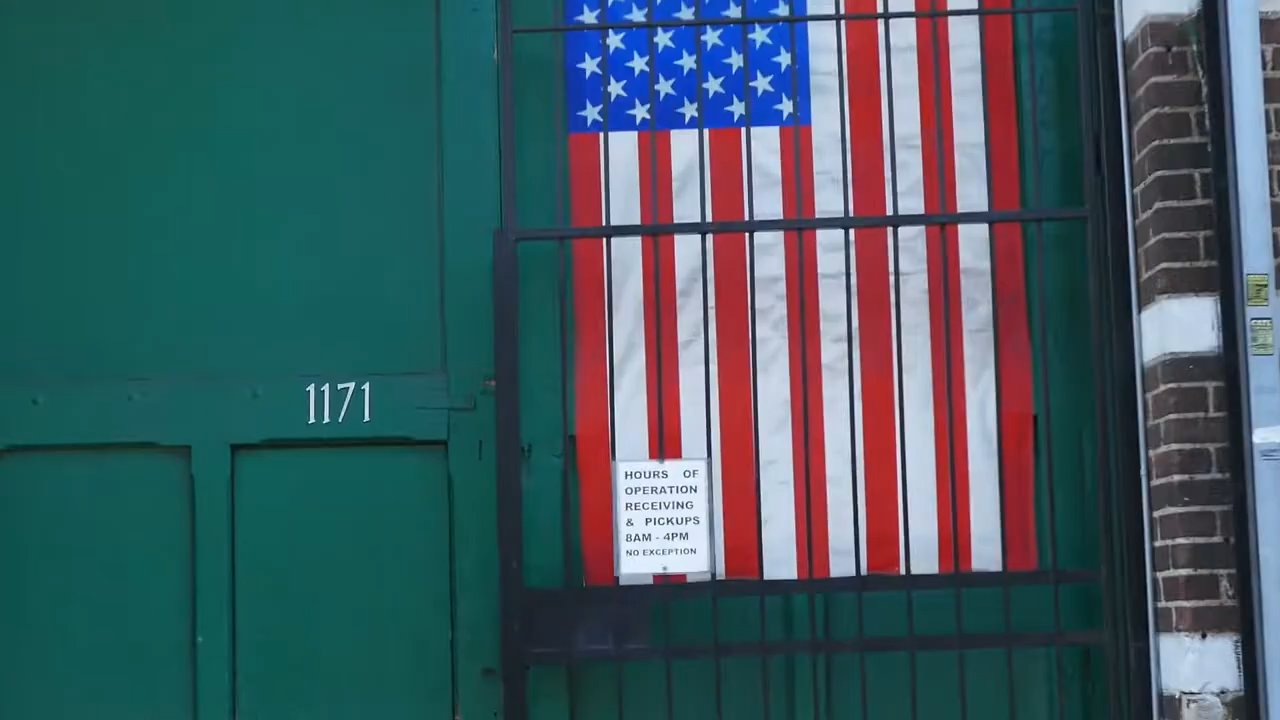 1171
HOURS OF
OPERATION
RECEIVING
& PICKUPS
8AM - 4PM
NO EXCEPTION